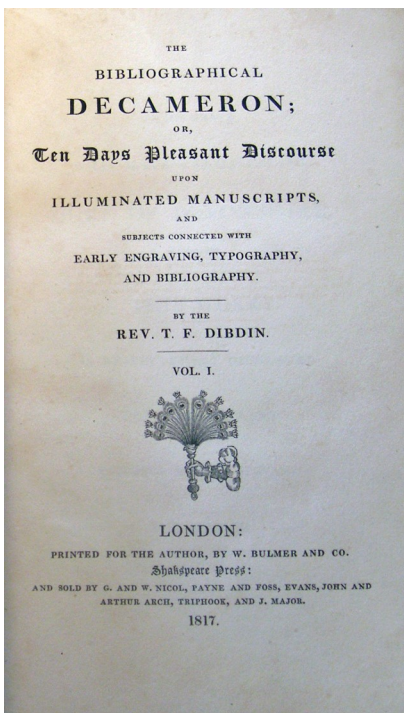 THE
BIBLIOGRAPHICAL
DECAMERON;
OR,
Ten Days Pleasant Discourse
UPON
ILLUMINATED MANUSCRIPTS,
AND
SUBJECTS CONNECTED WITH
EARLY ENGRAVING, TYPOGRAPHY,
AND BIBLIOGRAPHY.
BY THE
REV. T. F. DIBDIN.
VOL. I.
LONDON:
PRINTED FOR THE AUTHOR, BY W. BULMER AND CO.
Shakspeare Press:
AND SOLD BY G. AND W. NICOL, PAYNE AND FOSS, EVANS, JOHN AND
ARTHUR ARCH, TRIPHOOK, AND J. MAJOR.
1817.